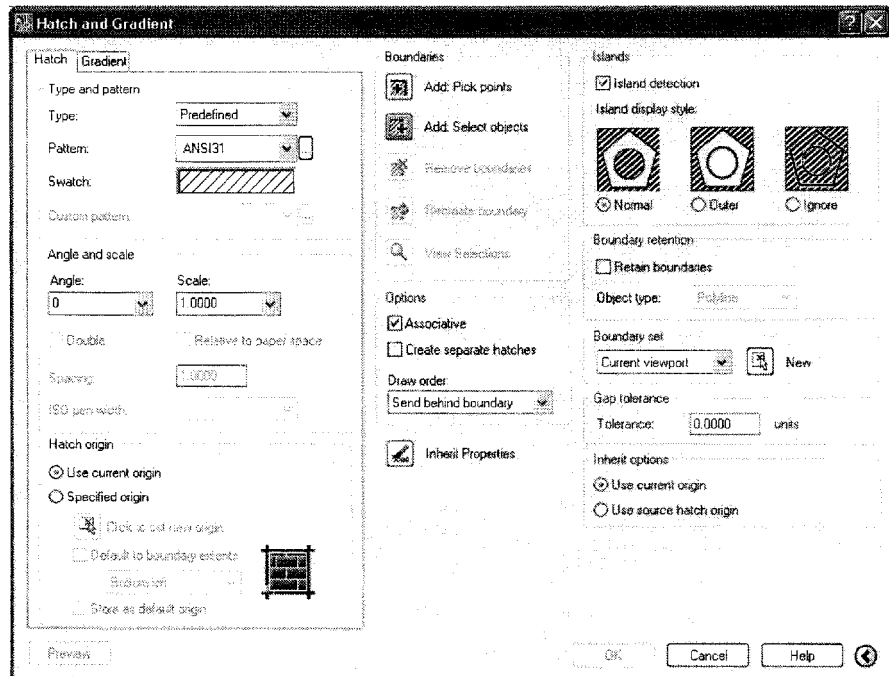 Hatch and Gradient
Hatch
Gradient
Type and pattern
Type:
Predefined
Pattern:
ANSI31
Swatch:
Custom pattern:
Angle and scale
Angle:
Scale:
0
1.0000
Double
Relative to paper space
Spacing:
1.0000
ISO pen width:
Hatch origin
Use current origin
Specified origin
Click to set new origin
Default to boundary extents
Bottom left
Store as default origin
Preview
Boundaries
Add: Pick points
Add: Select objects
Remove boundaries
Recreate boundary
View Selections
Options
Associative
Create separate hatches
Draw order
Send behind boundary
Inherit Properties
Islands
Island detection
Island display style:
Normal
Outer
Ignore
Boundary retention
Retain boundaries
Object type:
Polyline
Boundary set
Current viewport
New
Gap tolerance
Tolerance:
0.0000
units
Inherit options
Use current origin
Use source hatch origin
OK
Cancel
Help